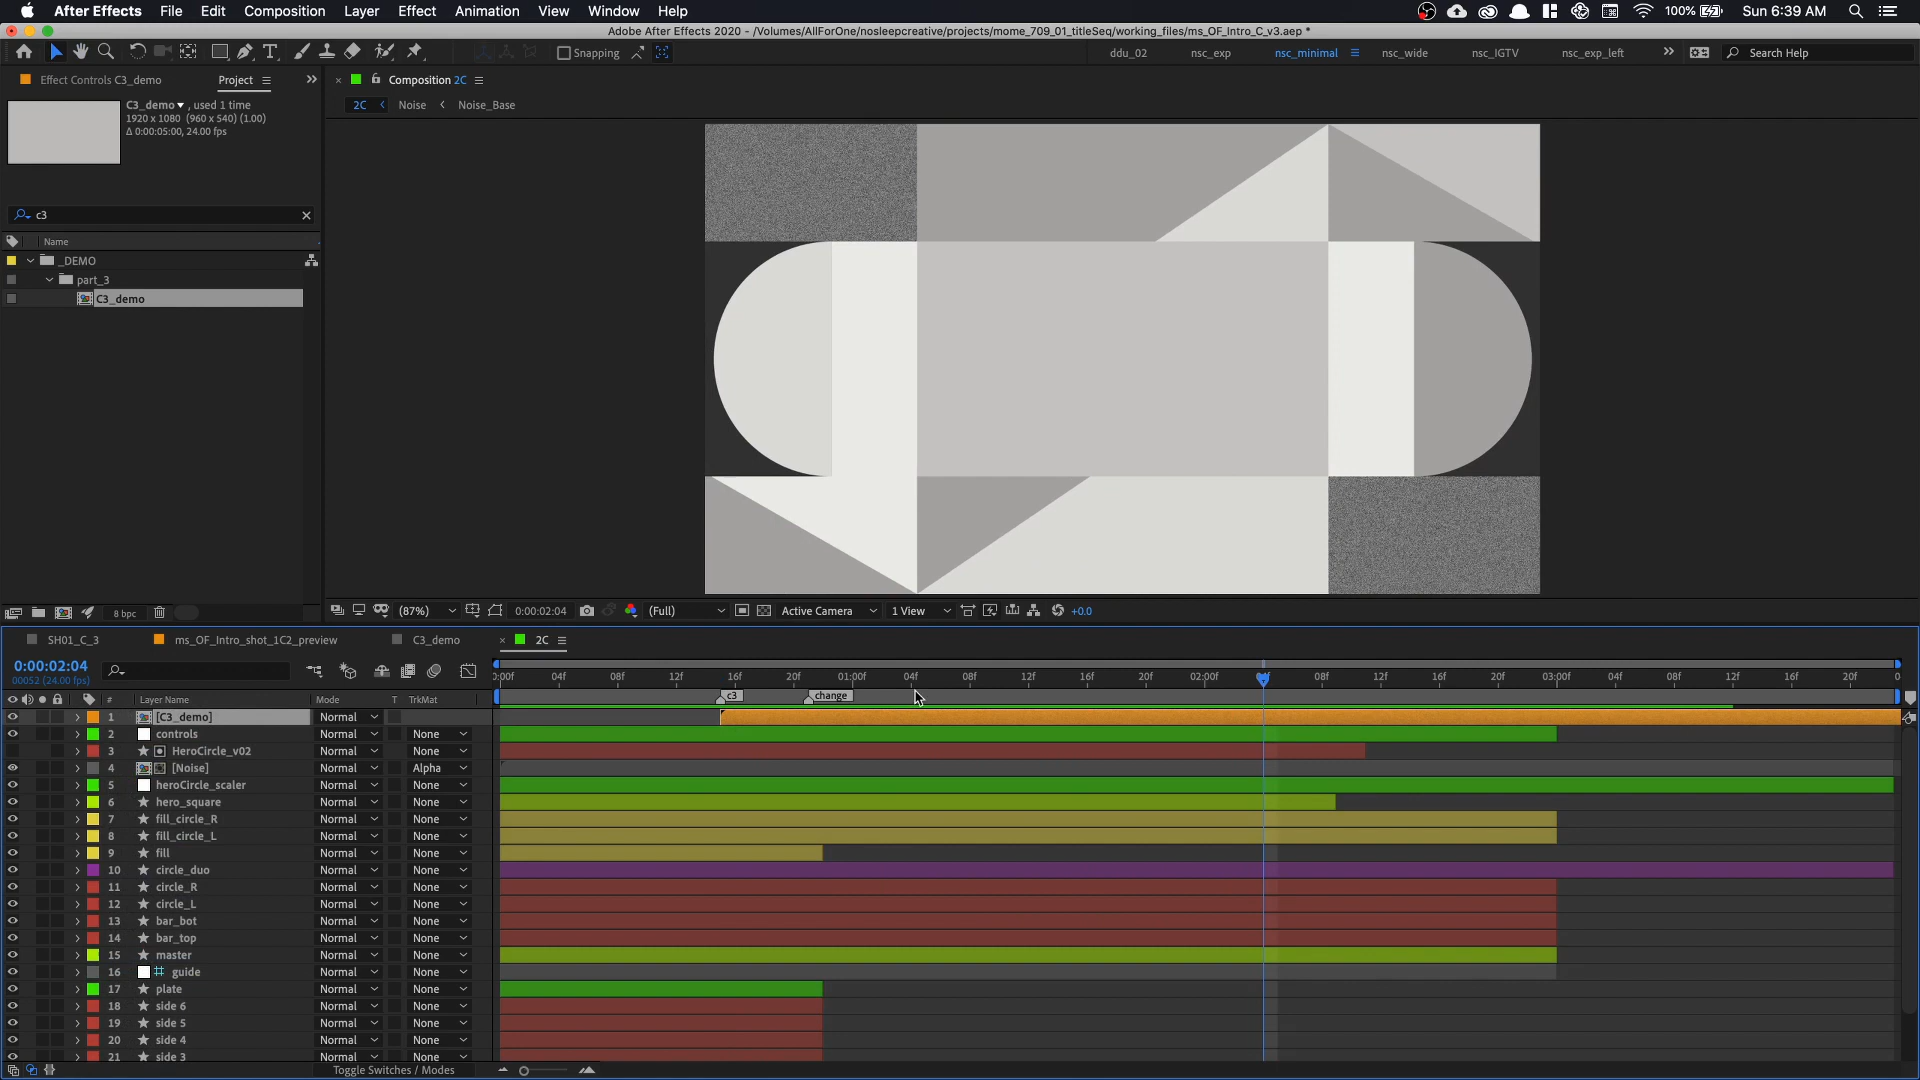 After Effects File Edit Composition Layer Effect Animation View Window Help 100% Sun 6:39 AM
Adobe After Effects 2020 - /Volumes/AllForOne/nosleepcreative/projects/mome_709_01_titleSeq/working_files/ms_OF_Intro_C_v3.aep *
T Snapping ddu_02 nsc_exp nsc_minimal nsc_wide nsc_IGTV nsc_exp_left >> Search Help
Effect Controls C3_demo Project >> × Composition 2C
C3_demo▼, used 1 time
1920 x 1080 (960 x 540) (1.00)
Δ 0:00:05:00, 24.00 fps
2C < Noise < Noise_Base
c3 ×
Name
_DEMO
part_3
C3_demo
8 bpc (87%) 0:00:02:04 (Full) Active Camera 1 View +0.0
SH01_C_3 ms_OF_Intro_shot_1C2_preview C3_demo × 2C
0:00:02:04
00052 (24.00 fps)
:00f 04f 08f 12f 16f 20f 01:00f 04f 08f 12f 16f 20f 02:00f 04f 08f 12f 16f 20f 03:00f 04f 08f 12f 16f 20f 0
# Layer Name Mode T TrkMat c3 change
1 [C3_demo] Normal
2 controls Normal None
3 HeroCircle_v02 Normal None
4 [Noise] Normal Alpha
5 heroCircle_scaler Normal None
6 hero_square Normal None
7 fill_circle_R Normal None
8 fill_circle_L Normal None
9 fill Normal None
10 circle_duo Normal None
11 circle_R Normal None
12 circle_L Normal None
13 bar_bot Normal None
14 bar_top Normal None
15 master Normal None
16 guide Normal None
17 plate Normal None
18 side 6 Normal None
19 side 5 Normal None
20 side 4 Normal None
21 side 3 Normal None
Toggle Switches / Modes